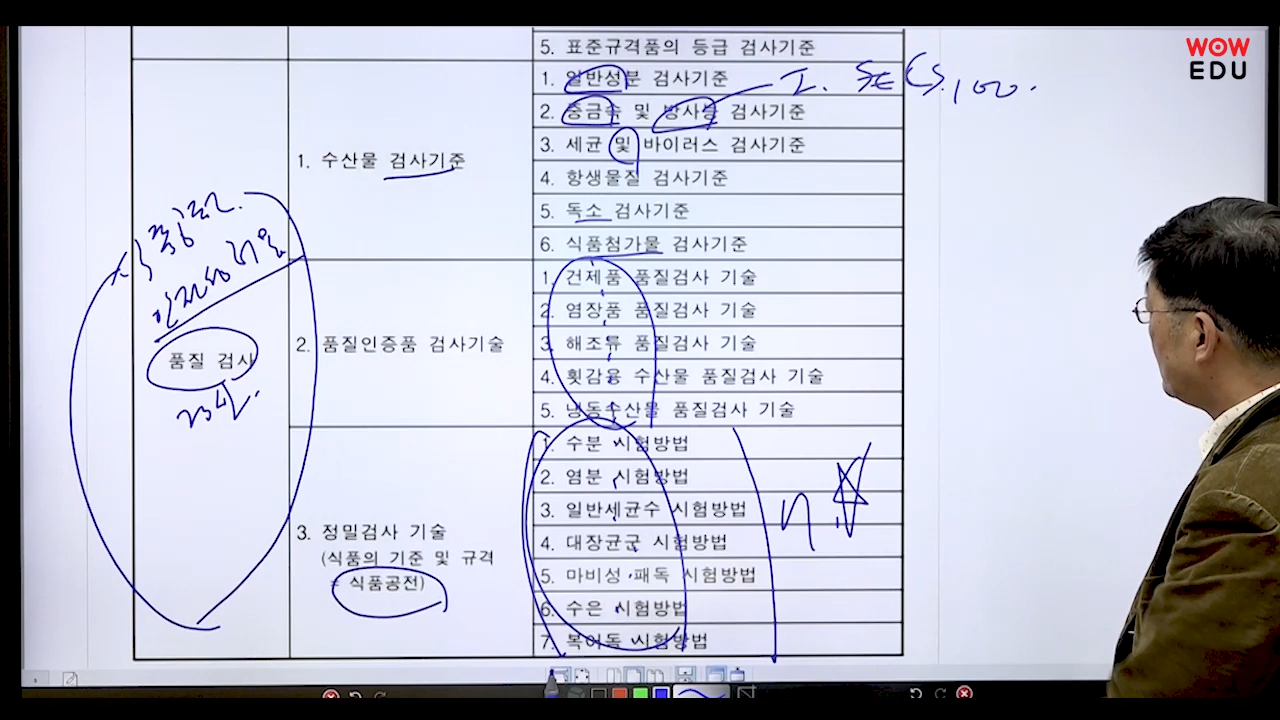 WOW
EDU
5. 표준규격품의 등급 검사기준
1. 수산물 검사기준
1. 일반성분 검사기준
2. 중금속 및 방사능 검사기준
3. 세균 및 바이러스 검사기준
4. 항생물질 검사기준
5. 독소 검사기준
6. 식품첨가물 검사기준
I.
100.
품질 검사
2. 품질인증품 검사기술
1. 건제품 품질검사 기술
2. 염장품 품질검사 기술
3. 해조류 품질검사 기술
4. 횟감용 수산물 품질검사 기술
5. 냉동수산물 품질검사 기술
3. 정밀검사 기술
(식품의 기준 및 규격
= 식품공전)
1. 수분 시험방법
2. 염분 시험방법
3. 일반세균수 시험방법
4. 대장균군 시험방법
5. 마비성 패독 시험방법
6. 수은 시험방법
7. 복어독 시험방법